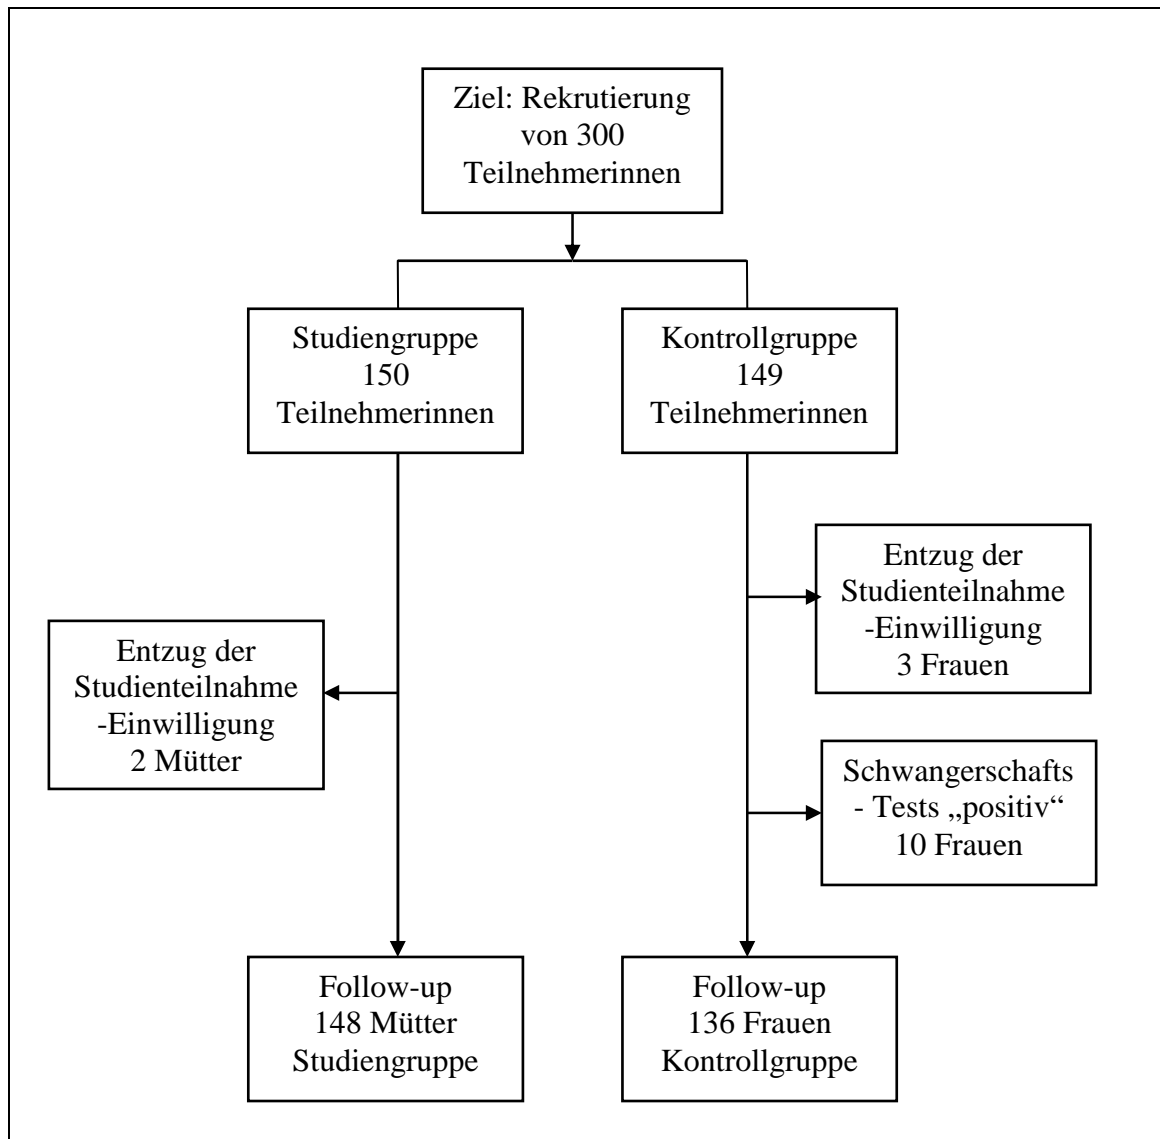 Ziel: Rekrutierung
von 300
Teilnehmerinnen
Studiengruppe
150
Teilnehmerinnen
Kontrollgruppe
149
Teilnehmerinnen
Entzug der
Studienteilnahme
-Einwilligung
3 Frauen
Entzug der
Studienteilnahme
-Einwilligung
2 Mütter
Schwangerschafts
- Tests „positiv“
10 Frauen
Follow-up
148 Mütter
Studiengruppe
Follow-up
136 Frauen
Kontrollgruppe